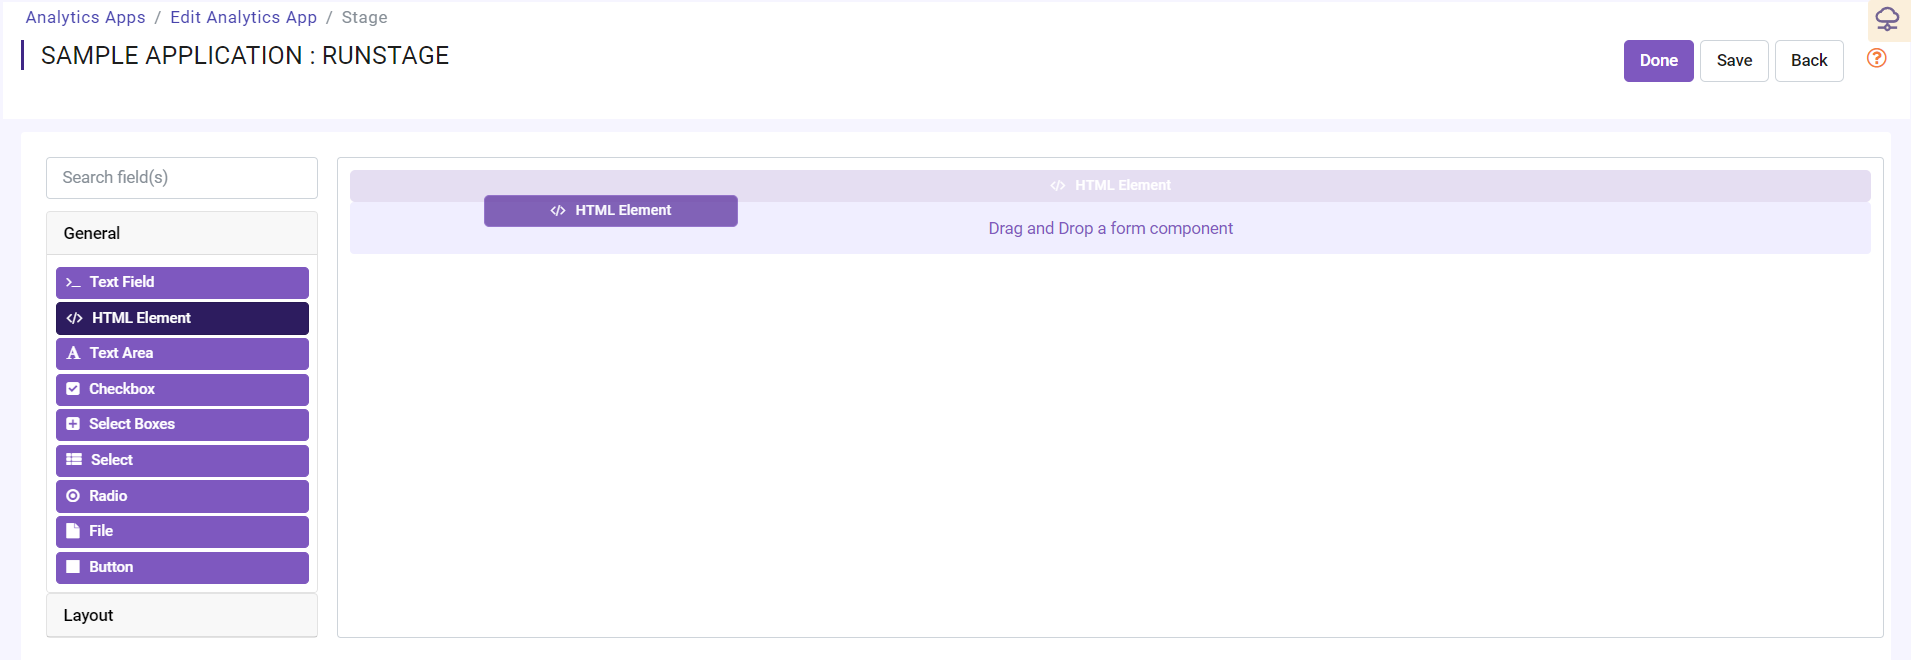 Analytics Apps / Edit Analytics App / Stage
SAMPLE APPLICATION : RUNSTAGE
Done
Save
Back
?
Search field(s)
General
>_ Text Field
</> HTML Element
A Text Area
Checkbox
Select Boxes
Select
Radio
File
Button
Layout
</> HTML Element
</> HTML Element
Drag and Drop a form component